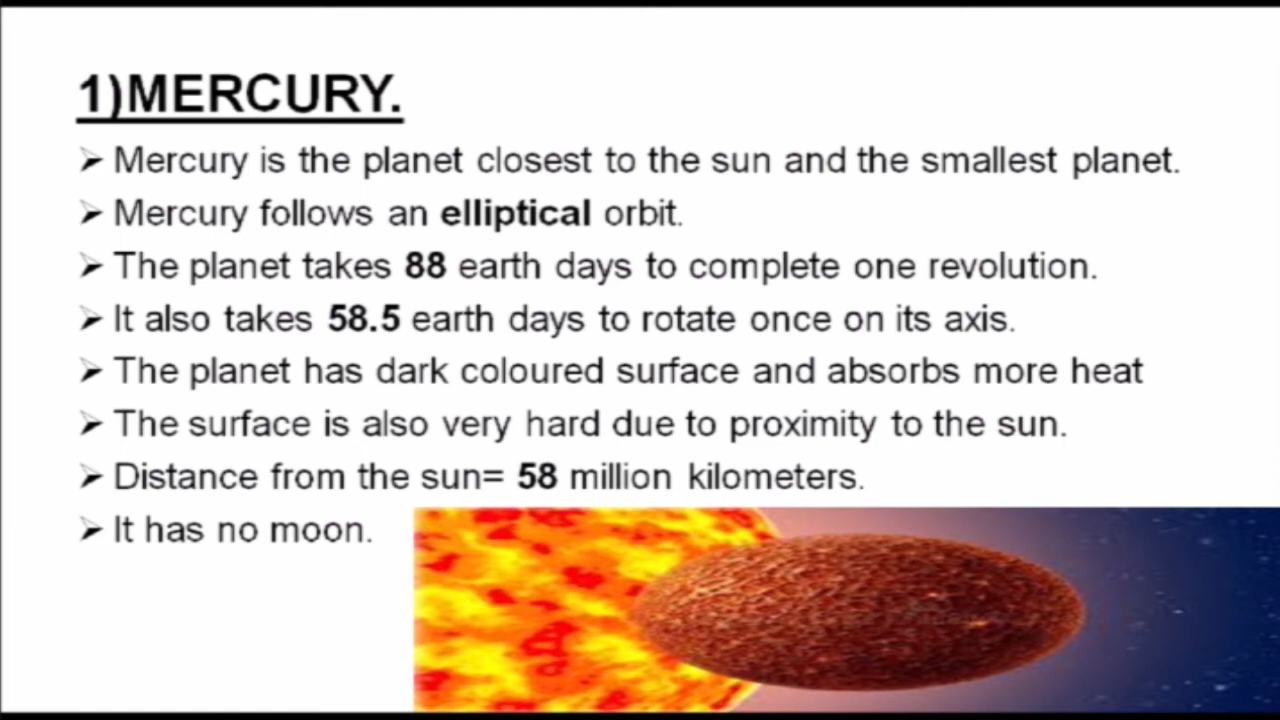 1)MERCURY.
➢ Mercury is the planet closest to the sun and the smallest planet.
➢ Mercury follows an elliptical orbit.
➢ The planet takes 88 earth days to complete one revolution.
➢ It also takes 58.5 earth days to rotate once on its axis.
➢ The planet has dark coloured surface and absorbs more heat
➢ The surface is also very hard due to proximity to the sun.
➢ Distance from the sun= 58 million kilometers.
➢ It has no moon.